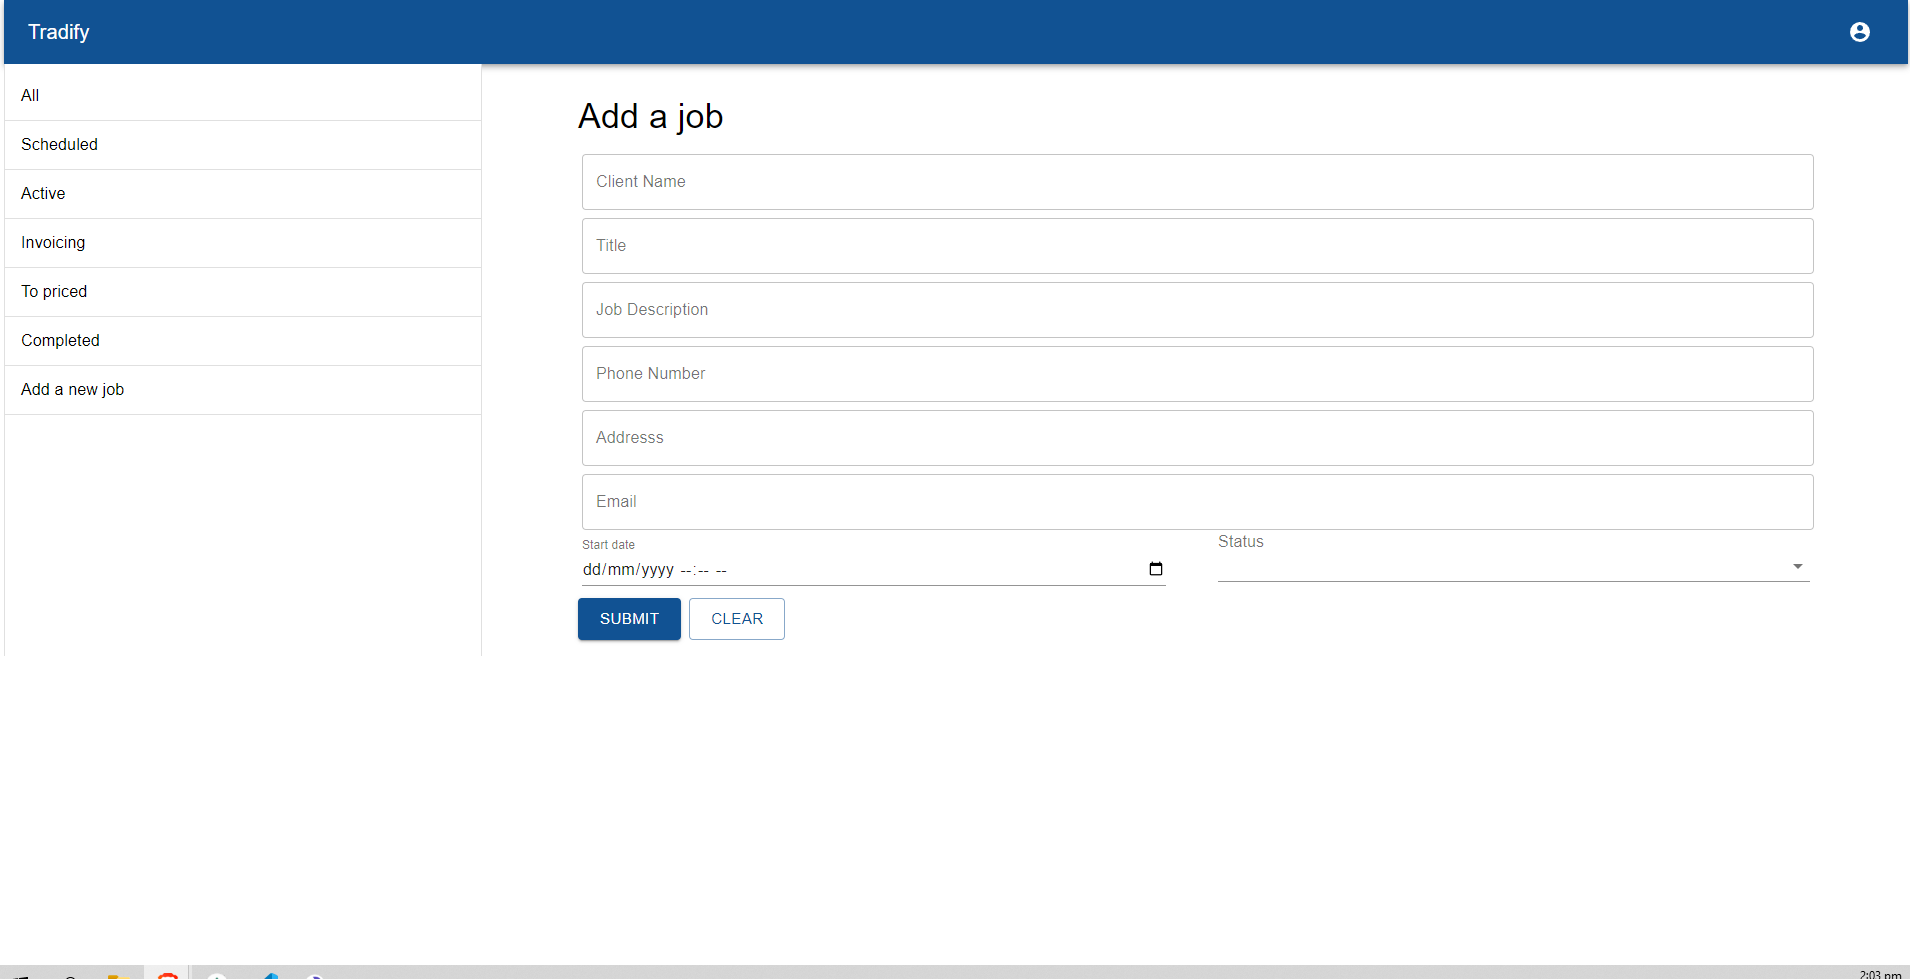 Tradify
All
Scheduled
Active
Invoicing
To priced
Completed
Add a new job
Add a job
Client Name
Title
Job Description
Phone Number
Addresss
Email
Start date
dd/mm/yyyy --:-- --
Status
SUBMIT
CLEAR
2:03 pm